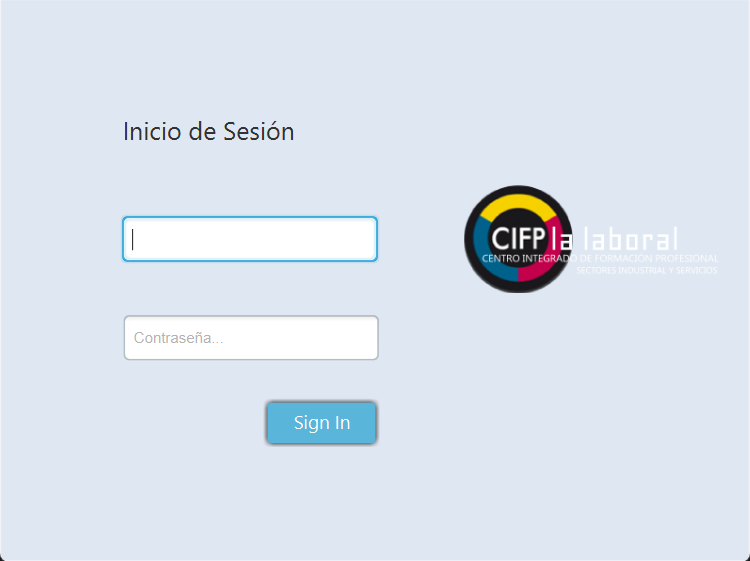 Inicio de Sesión
CIFP la laboral
CENTRO INTEGRADO DE FORMACIÓN PROFESIONAL
SECTORES INDUSTRIAL Y SERVICIOS
Contraseña...
Sign In